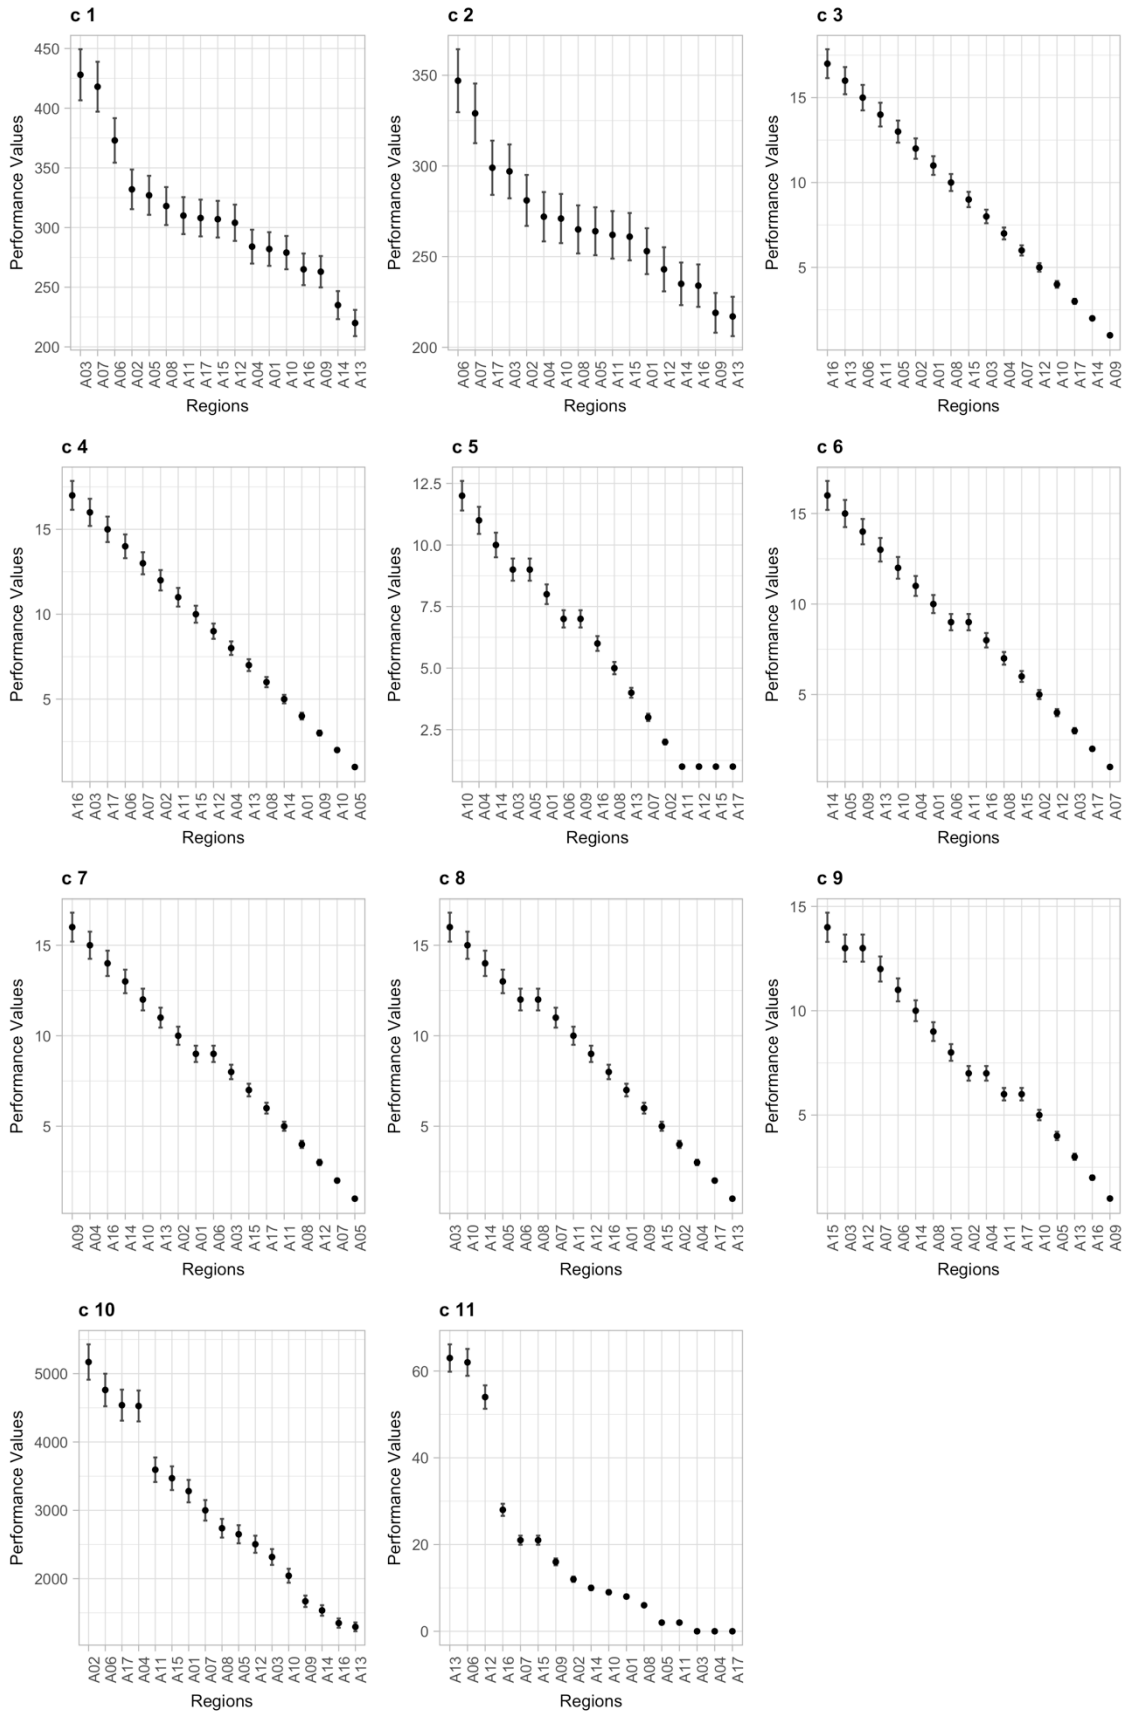 c 1
Performance Values
450
400
350
300
250
200
A03 A07 A06 A02 A05 A08 A11 A17 A15 A12 A04 A01 A10 A16 A09 A14 A13
Regions
c 2
Performance Values
350
300
250
200
A06 A07 A17 A03 A02 A04 A10 A08 A05 A11 A15 A01 A12 A14 A16 A09 A13
Regions
c 3
Performance Values
15
10
5
A16 A13 A06 A11 A05 A02 A01 A08 A15 A03 A04 A07 A12 A10 A17 A14 A09
Regions
c 4
Performance Values
15
10
5
A16 A03 A17 A06 A07 A02 A11 A15 A12 A04 A13 A08 A14 A01 A09 A10 A05
Regions
c 5
Performance Values
12.5
10.0
7.5
5.0
2.5
A10 A04 A14 A03 A05 A01 A06 A09 A16 A08 A13 A07 A02 A11 A12 A15 A17
Regions
c 6
Performance Values
15
10
5
A14 A05 A09 A13 A10 A04 A01 A06 A11 A16 A08 A15 A02 A12 A03 A17 A07
Regions
c 7
Performance Values
15
10
5
A09 A04 A16 A14 A10 A13 A02 A01 A06 A03 A15 A17 A11 A08 A12 A07 A05
Regions
c 8
Performance Values
15
10
5
A03 A10 A14 A05 A06 A08 A07 A11 A12 A16 A01 A09 A15 A02 A04 A17 A13
Regions
c 9
Performance Values
15
10
5
A15 A03 A12 A07 A06 A14 A08 A01 A02 A04 A11 A17 A10 A05 A13 A16 A09
Regions
c 10
Performance Values
5000
4000
3000
2000
A02 A06 A17 A04 A11 A15 A01 A07 A08 A05 A12 A03 A10 A09 A14 A16 A13
Regions
c 11
Performance Values
60
40
20
0
A13 A06 A12 A16 A07 A15 A09 A02 A14 A10 A01 A08 A05 A11 A03 A04 A17
Regions